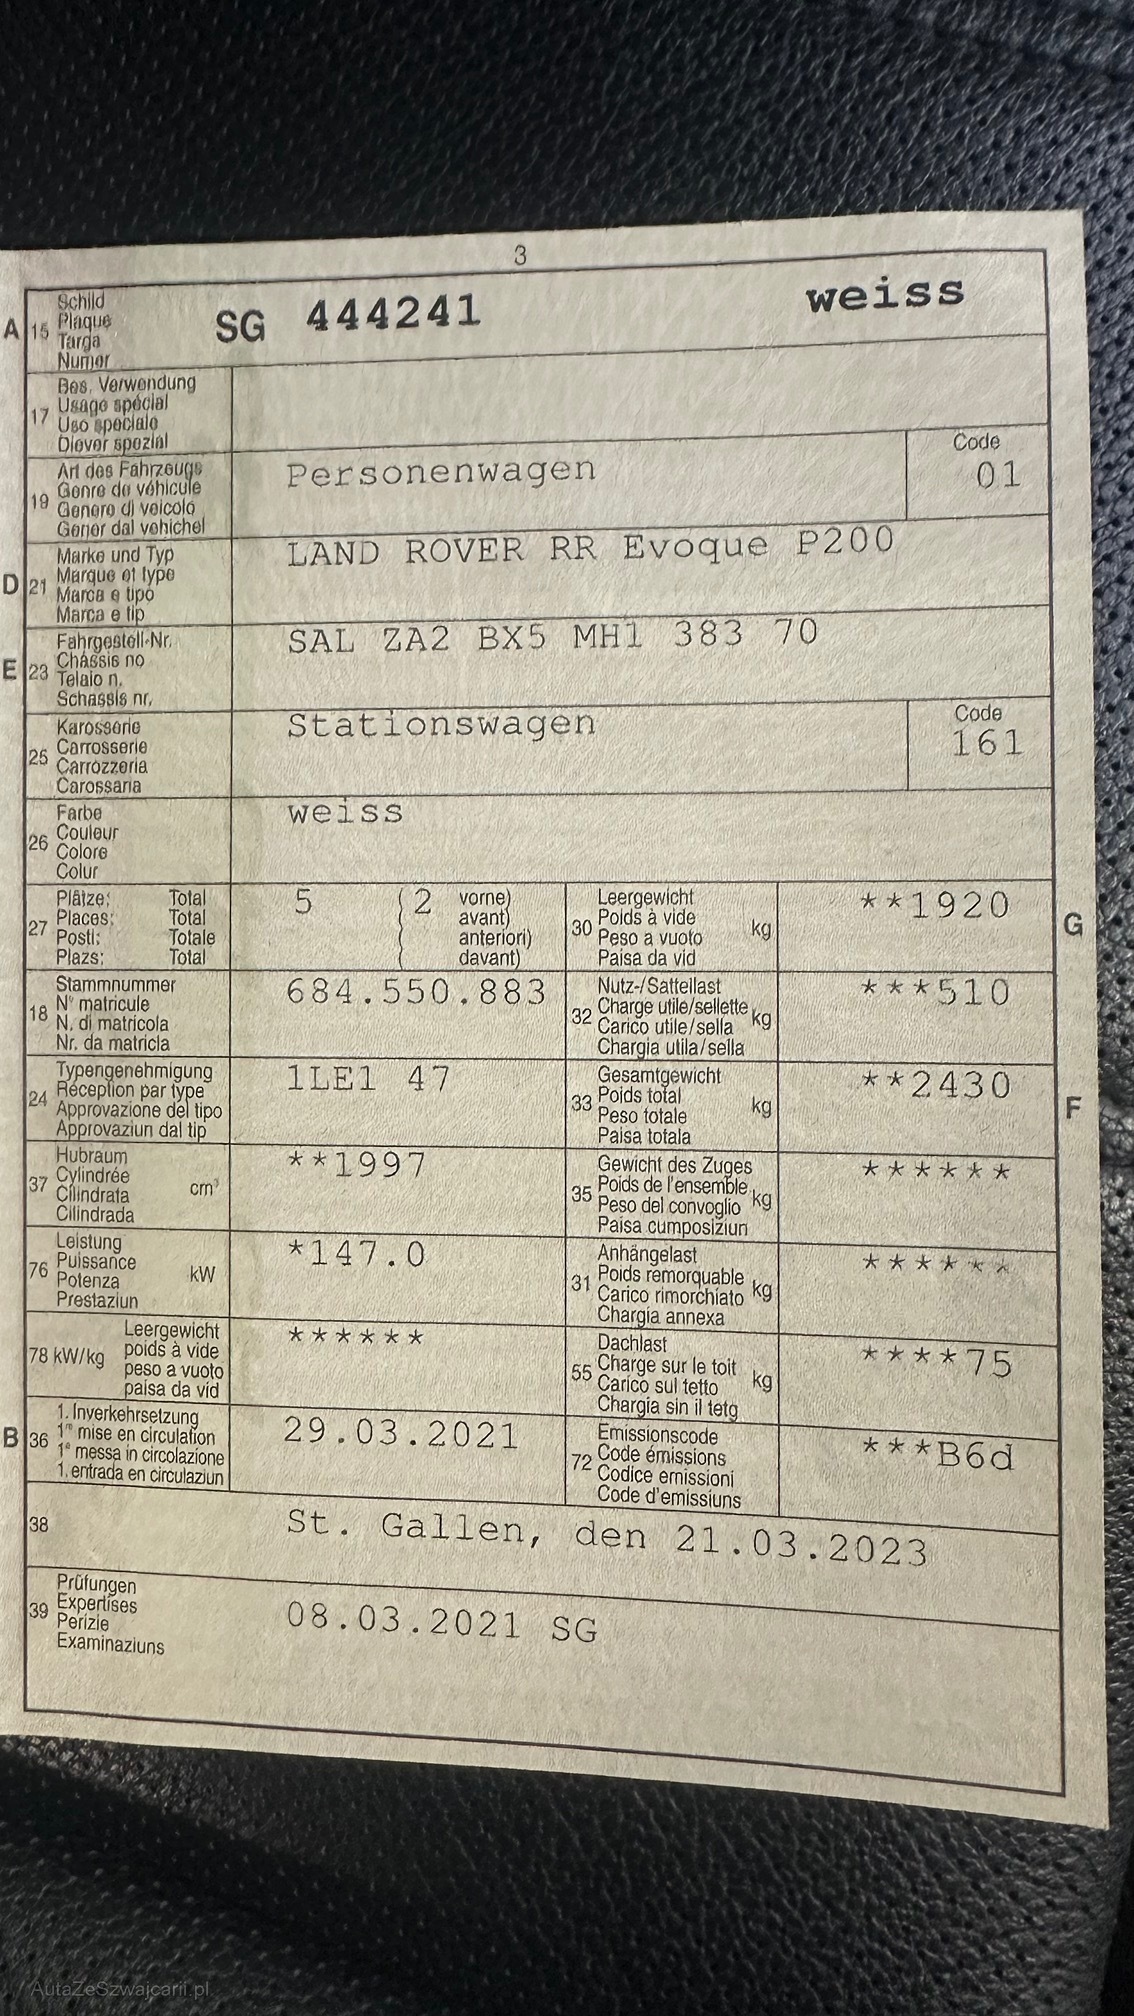 3
A 15 Schild
Plaque
Targa
Numer
SG 444241 weiss
17 Bes. Verwendung
Usage spécial
Uso speciale
Diever spezial
19 Art des Fahrzeugs
Genre de véhicule
Genere di veicolo
Gener dal vehichel
Personenwagen
Code
01
D 21 Marke und Typ
Marque et type
Marca e tipo
Marca e tip
LAND ROVER RR Evoque P200
E 23 Fahrgestell-Nr.
Châssis no
Telaio n.
Schassis nr.
SAL ZA2 BX5 MH1 383 70
25 Karosserie
Carrosserie
Carrozzeria
Carossaria
Stationswagen
Code
161
26 Farbe
Couleur
Colore
Colur
weiss
27 Plätze: Total
Places: Total
Posti: Totale
Plazs: Total
5 ( 2 vorne)
( avant)
( anteriori)
( davant)
30 Leergewicht
Poids à vide
Peso a vuoto
Paisa da vid
kg
**1920
G
18 Stammnummer
N° matricule
N. di matricola
Nr. da matricla
684.550.883
32 Nutz-/Sattellast
Charge utile/sellette
Carico utile/sella
Chargia utila/sella
kg
***510
24 Typengenehmigung
Réception par type
Approvazione del tipo
Approvaziun dal tip
1LE1 47
33 Gesamtgewicht
Poids total
Peso totale
Paisa totala
kg
**2430
F
37 Hubraum
Cylindrée
Cilindrata
Cilindrada
cm³
**1997
35 Gewicht des Zuges
Poids de l'ensemble
Peso del convoglio
Paisa cumposiziun
kg
******
76 Leistung
Puissance
Potenza
Prestaziun
kW
*147.0
31 Anhängelast
Poids remorquable
Carico rimorchiato
Chargia annexa
kg
******
78 kW/kg Leergewicht
poids à vide
peso a vuoto
paisa da vid
******
55 Dachlast
Charge sur le toit
Carico sul tetto
Chargia sin il tetg
kg
****75
B 36 1. Inverkehrsetzung
1re mise en circulation
1a messa in circolazione
1. entrada en circulaziun
29.03.2021
72 Emissionscode
Code émissions
Codice emissioni
Code d'emissiuns
***B6d
38
St. Gallen, den 21.03.2023
39 Prüfungen
Expertises
Perizie
Examinaziuns
08.03.2021 SG
AutaZeSzwajcarii.pl